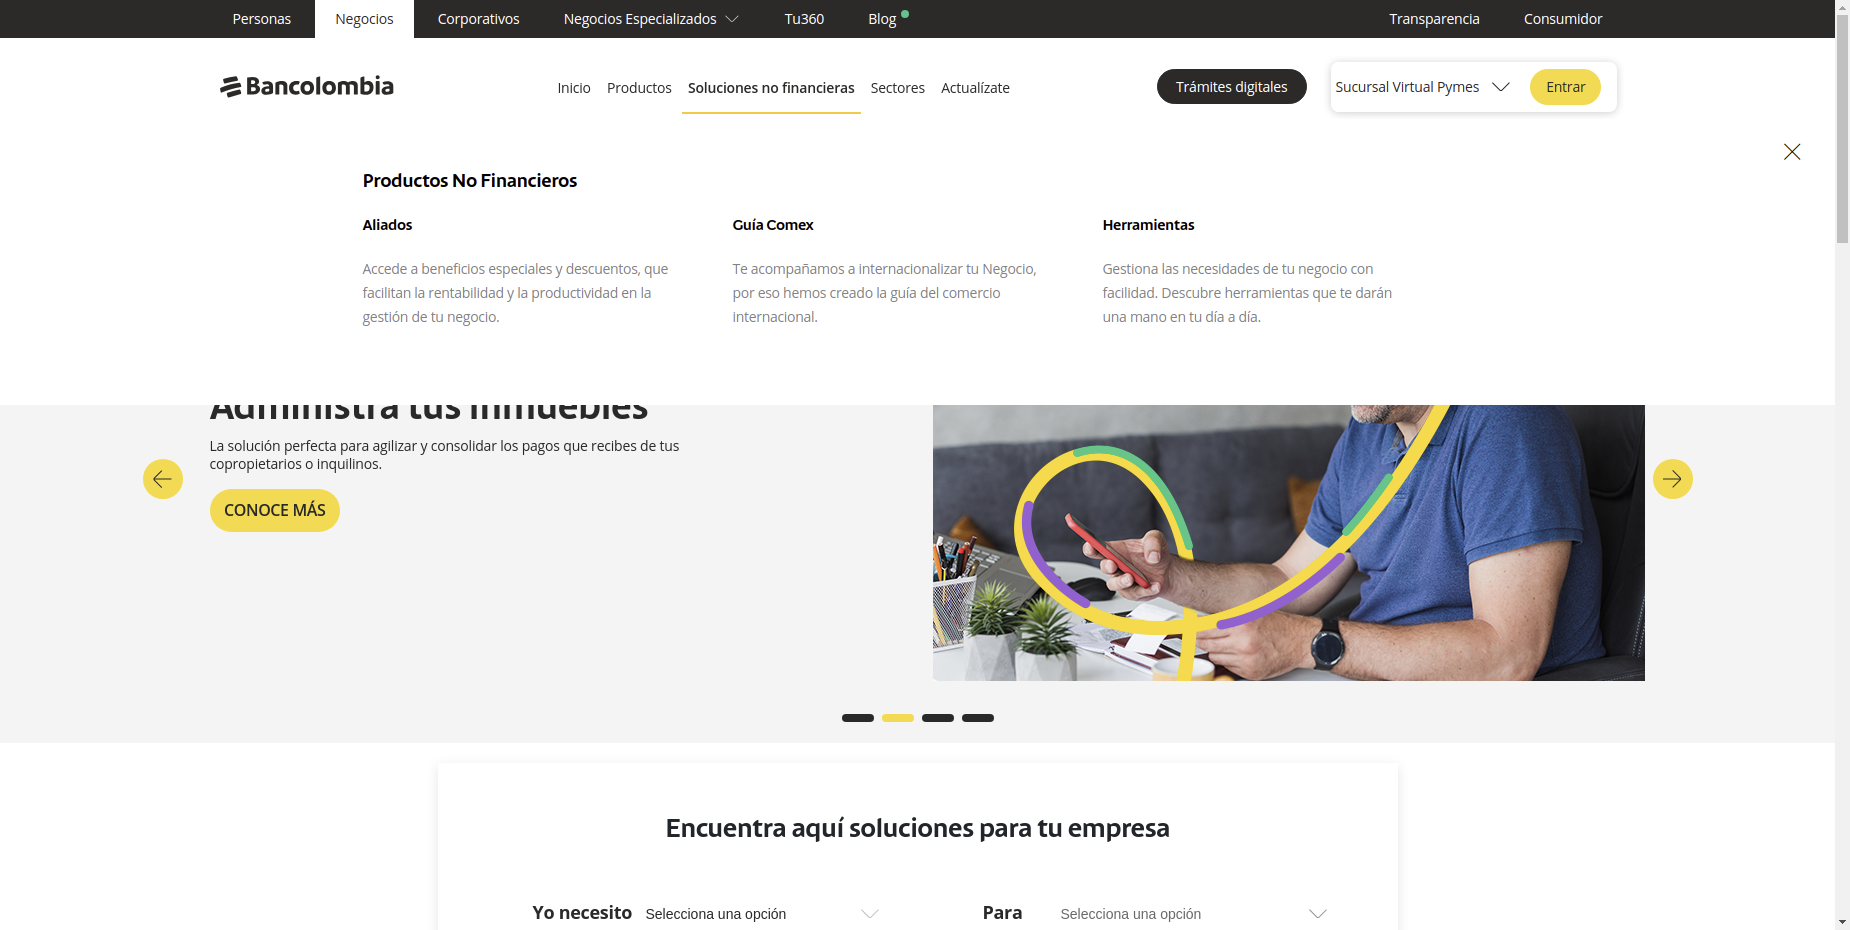 Personas Negocios Corporativos Negocios Especializados Tu360 Blog Transparencia Consumidor
Bancolombia Inicio Productos Soluciones no financieras Sectores Actualízate Trámites digitales Sucursal Virtual Pymes Entrar
Productos No Financieros
Aliados
Accede a beneficios especiales y descuentos, que
facilitan la rentabilidad y la productividad en la
gestión de tu negocio.
Guía Comex
Te acompañamos a internacionalizar tu Negocio,
por eso hemos creado la guía del comercio
internacional.
Herramientas
Gestiona las necesidades de tu negocio con
facilidad. Descubre herramientas que te darán
una mano en tu día a día.
Administra tus inmuebles
La solución perfecta para agilizar y consolidar los pagos que recibes de tus
copropietarios o inquilinos.
CONOCE MÁS
Encuentra aquí soluciones para tu empresa
Yo necesito Selecciona una opción Para Selecciona una opción